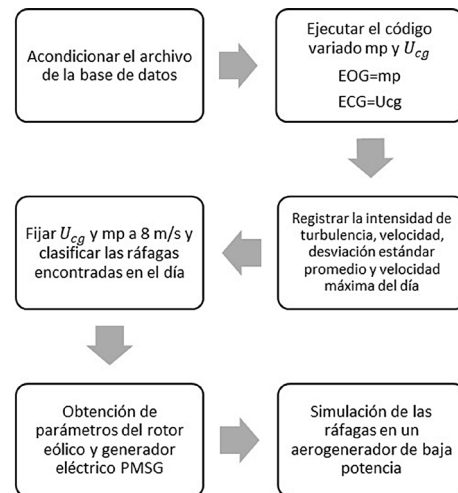 Acondicionar el archivo
de la base de datos
Ejecutar el código
variado mp y U_cg
EOG=mp
ECG=Ucg
Registrar la intensidad de
turbulencia, velocidad,
desviación estándar
promedio y velocidad
máxima del día
Fijar U_cg y mp a 8 m/s y
clasificar las ráfagas
encontradas en el día
Obtención de
parámetros del rotor
eólico y generador
eléctrico PMSG
Simulación de las
ráfagas en un
aerogenerador de baja
potencia